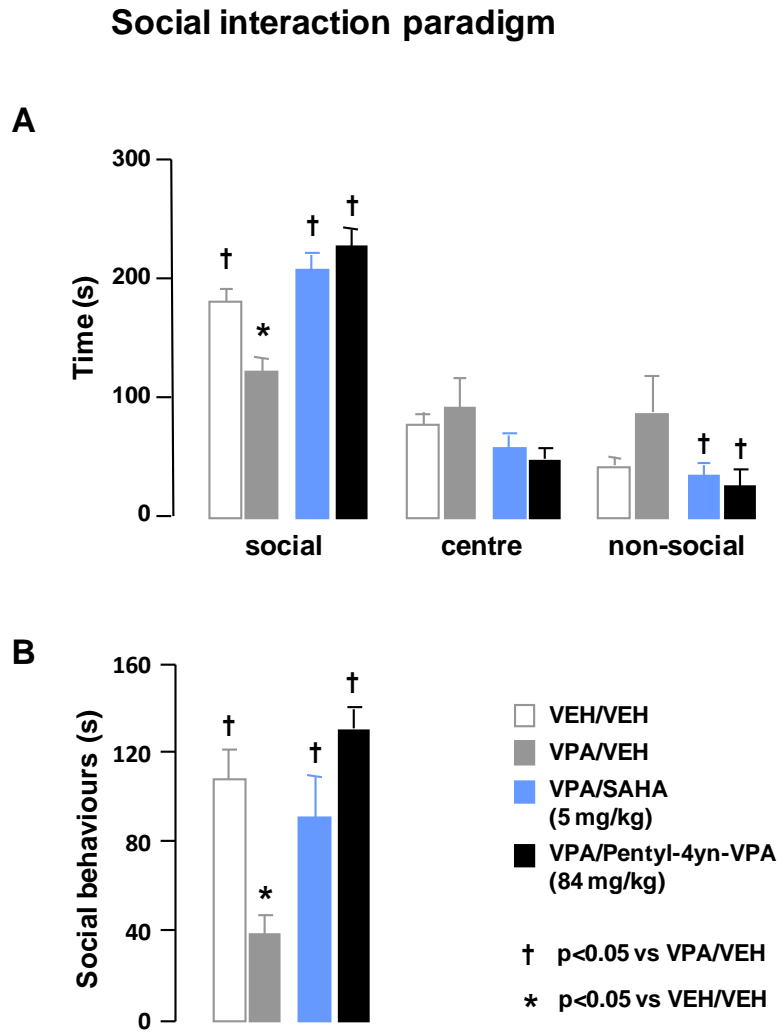 Social interaction paradigm
A
300
200
100
0
Time (s)
†
*
†
†
†
†
social
centre
non-social
B
160
120
80
40
0
Social behaviours (s)
†
*
†
†
VEH/VEH
VPA/VEH
VPA/SAHA
(5 mg/kg)
VPA/Pentyl-4yn-VPA
(84 mg/kg)
† p<0.05 vs VPA/VEH
* p<0.05 vs VEH/VEH